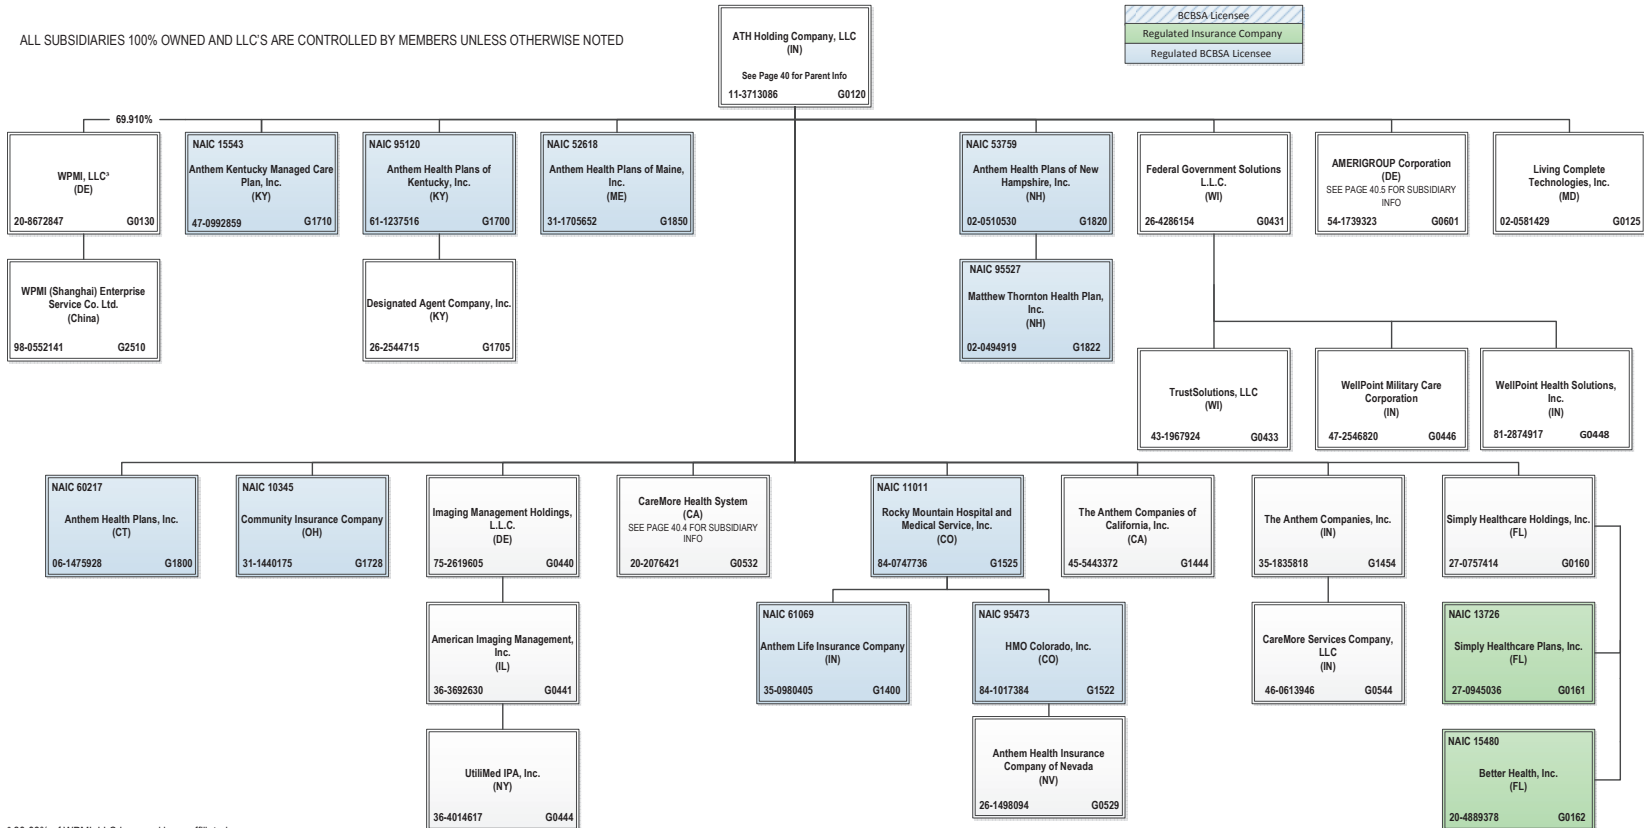 ALL SUBSIDIARIES 100% OWNED AND LLC'S ARE CONTROLLED BY MEMBERS UNLESS OTHERWISE NOTED
ATH Holding Company, LLC
(IN)
See Page 40 for Parent Info
11-3713086 G0120
BCBSA Licensee
Regulated Insurance Company
Regulated BCBSA Licensee
69.910%
WPMI, LLC³
(DE)
20-8672847 G0130
NAIC 15543
Anthem Kentucky Managed Care
Plan, Inc.
(KY)
47-0992859 G1710
NAIC 95120
Anthem Health Plans of
Kentucky, Inc.
(KY)
61-1237516 G1700
NAIC 52618
Anthem Health Plans of Maine,
Inc.
(ME)
31-1705652 G1850
NAIC 53759
Anthem Health Plans of New
Hampshire, Inc.
(NH)
02-0510530 G1820
Federal Government Solutions
L.L.C.
(WI)
26-4286154 G0431
AMERIGROUP Corporation
(DE)
SEE PAGE 40.5 FOR SUBSIDIARY
INFO
54-1739323 G0601
Living Complete
Technologies, Inc.
(MD)
02-0581429 G0125
WPMI (Shanghai) Enterprise
Service Co. Ltd.
(China)
98-0552141 G2510
Designated Agent Company, Inc.
(KY)
26-2544715 G1705
NAIC 95527
Matthew Thornton Health Plan,
Inc.
(NH)
02-0494919 G1822
TrustSolutions, LLC
(WI)
43-1967924 G0433
WellPoint Military Care
Corporation
(IN)
47-2546820 G0446
WellPoint Health Solutions,
Inc.
(IN)
81-2874917 G0448
NAIC 60217
Anthem Health Plans, Inc.
(CT)
06-1475928 G1800
NAIC 10345
Community Insurance Company
(OH)
31-1440175 G1728
Imaging Management Holdings,
L.L.C.
(DE)
75-2619605 G0440
CareMore Health System
(CA)
SEE PAGE 40.4 FOR SUBSIDIARY
INFO
20-2076421 G0532
NAIC 11011
Rocky Mountain Hospital and
Medical Service, Inc.
(CO)
84-0747736 G1525
The Anthem Companies of
California, Inc.
(CA)
45-5443372 G1444
The Anthem Companies, Inc.
(IN)
35-1835818 G1454
Simply Healthcare Holdings, Inc.
(FL)
27-0757414 G0160
American Imaging Management,
Inc.
(IL)
36-3692630 G0441
NAIC 61069
Anthem Life Insurance Company
(IN)
35-0980405 G1400
NAIC 95473
HMO Colorado, Inc.
(CO)
84-1017384 G1522
CareMore Services Company,
LLC
(IN)
46-0613946 G0544
NAIC 13726
Simply Healthcare Plans, Inc.
(FL)
27-0945036 G0161
UtiliMed IPA, Inc.
(NY)
36-4014617 G0444
Anthem Health Insurance
Company of Nevada
(NV)
26-1498094 G0529
NAIC 15480
Better Health, Inc.
(FL)
20-4889378 G0162